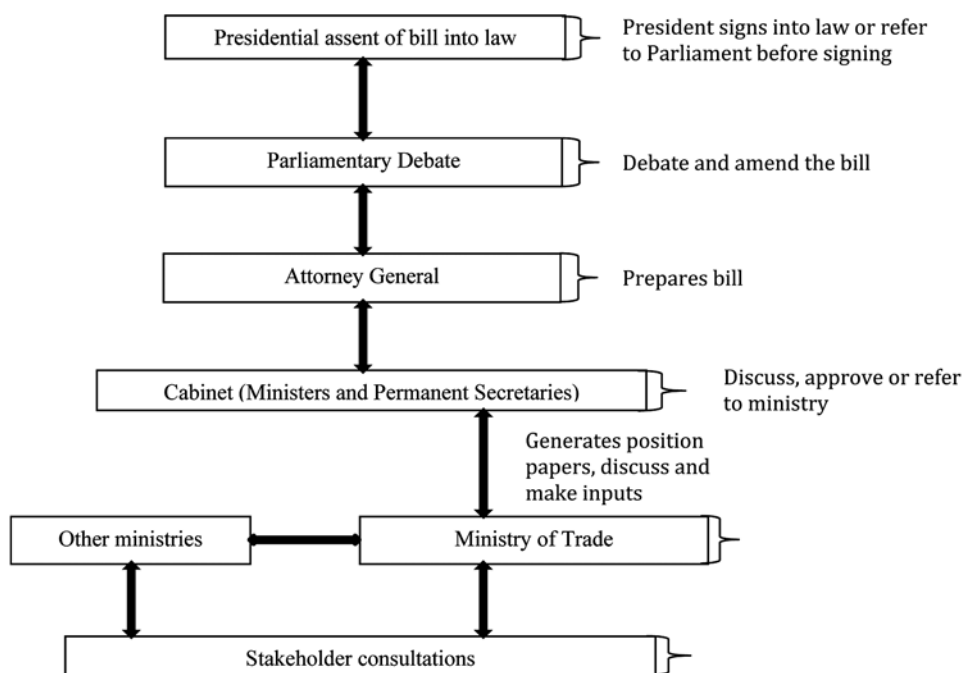 Presidential assent of bill into law
President signs into law or refer
to Parliament before signing
Parliamentary Debate
Debate and amend the bill
Attorney General
Prepares bill
Cabinet (Ministers and Permanent Secretaries)
Discuss, approve or refer
to ministry
Generates position
papers, discuss and
make inputs
Other ministries
Ministry of Trade
Stakeholder consultations